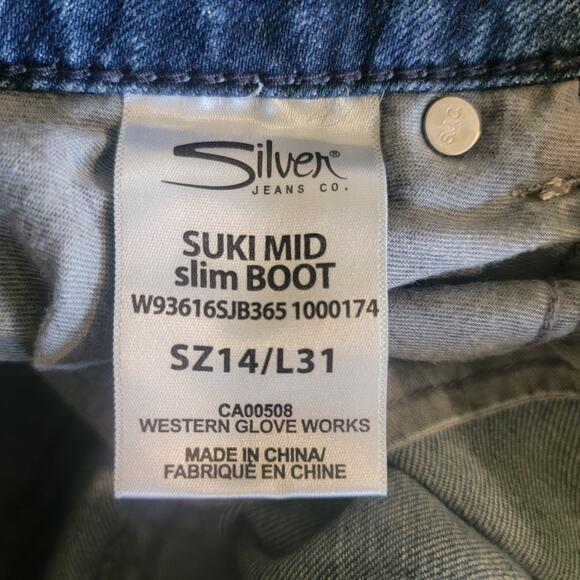 Silver®
JEANS CO.
SUKI MID
slim BOOT
W93616SJB365 1000174
SZ14/L31
CA00508
WESTERN GLOVE WORKS
MADE IN CHINA/
FABRIQUÉ EN CHINE